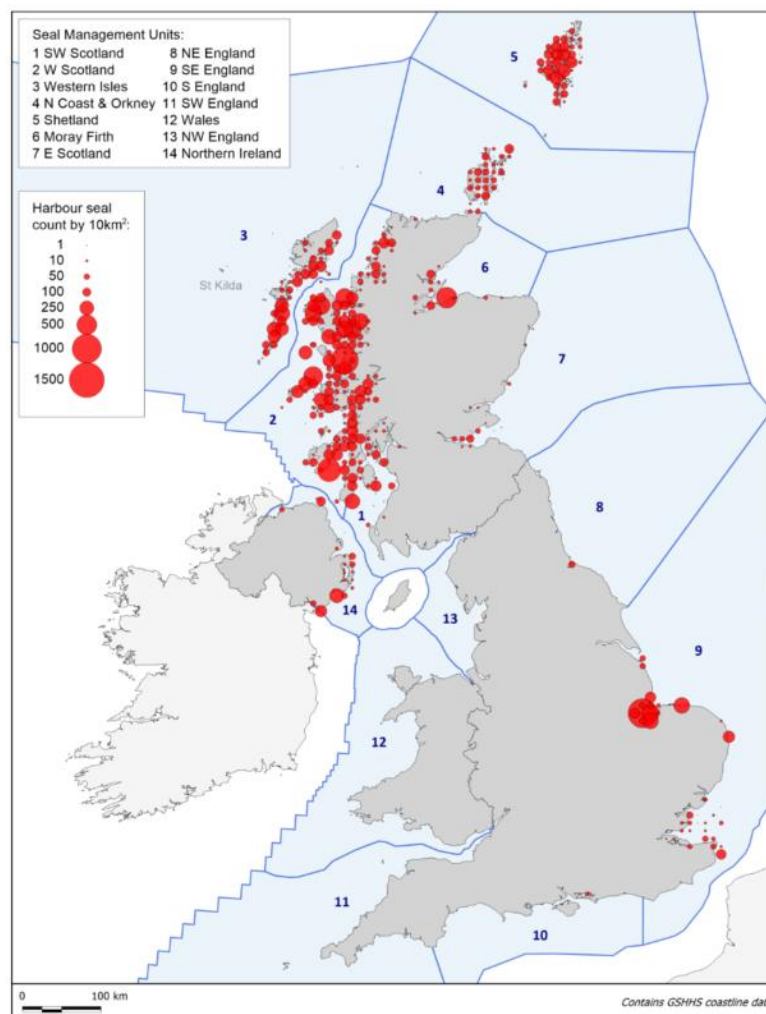 Seal Management Units:
1 SW Scotland 8 NE England
2 W Scotland 9 SE England
3 Western Isles 10 S England
4 N Coast & Orkney 11 SW England
5 Shetland 12 Wales
6 Moray Firth 13 NW England
7 E Scotland 14 Northern Ireland
5
4
Harbour seal
count by 10km²:
1
10
50
100
250
500
1000
1500
3
St Kilda
6
7
2
8
1
14
13
9
12
11
10
0 100 km
Contains GSHHS coastline dat